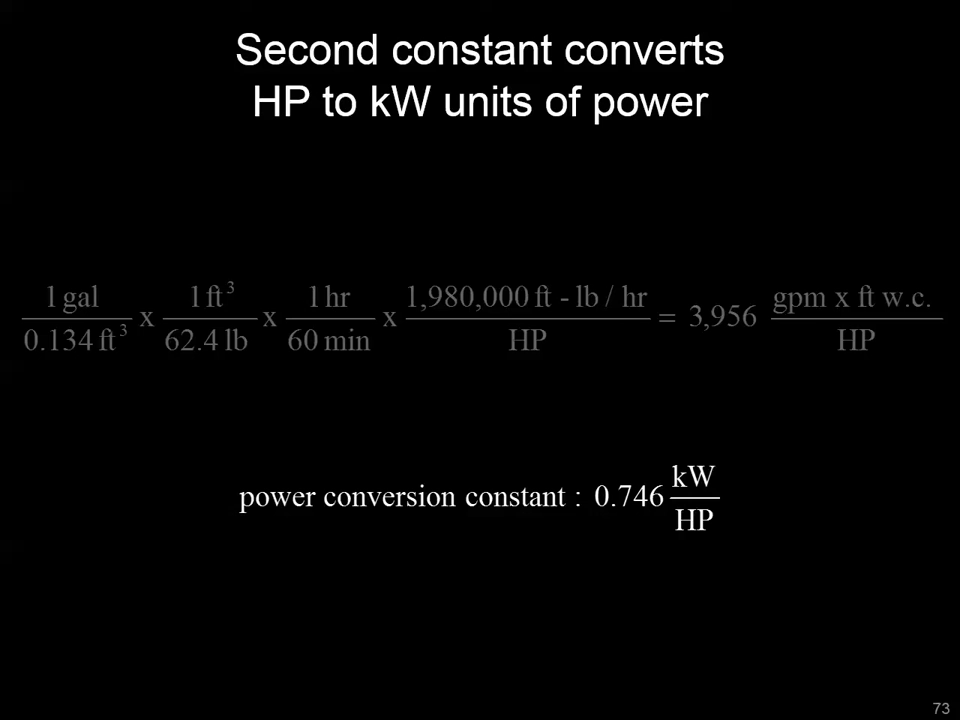 Second constant converts
HP to kW units of power
1 gal / 0.134 ft³ x 1 ft³ / 62.4 lb x 1 hr / 60 min x 1,980,000 ft - lb / hr / HP = 3,956 gpm x ft w.c. / HP
power conversion constant : 0.746 kW / HP
73